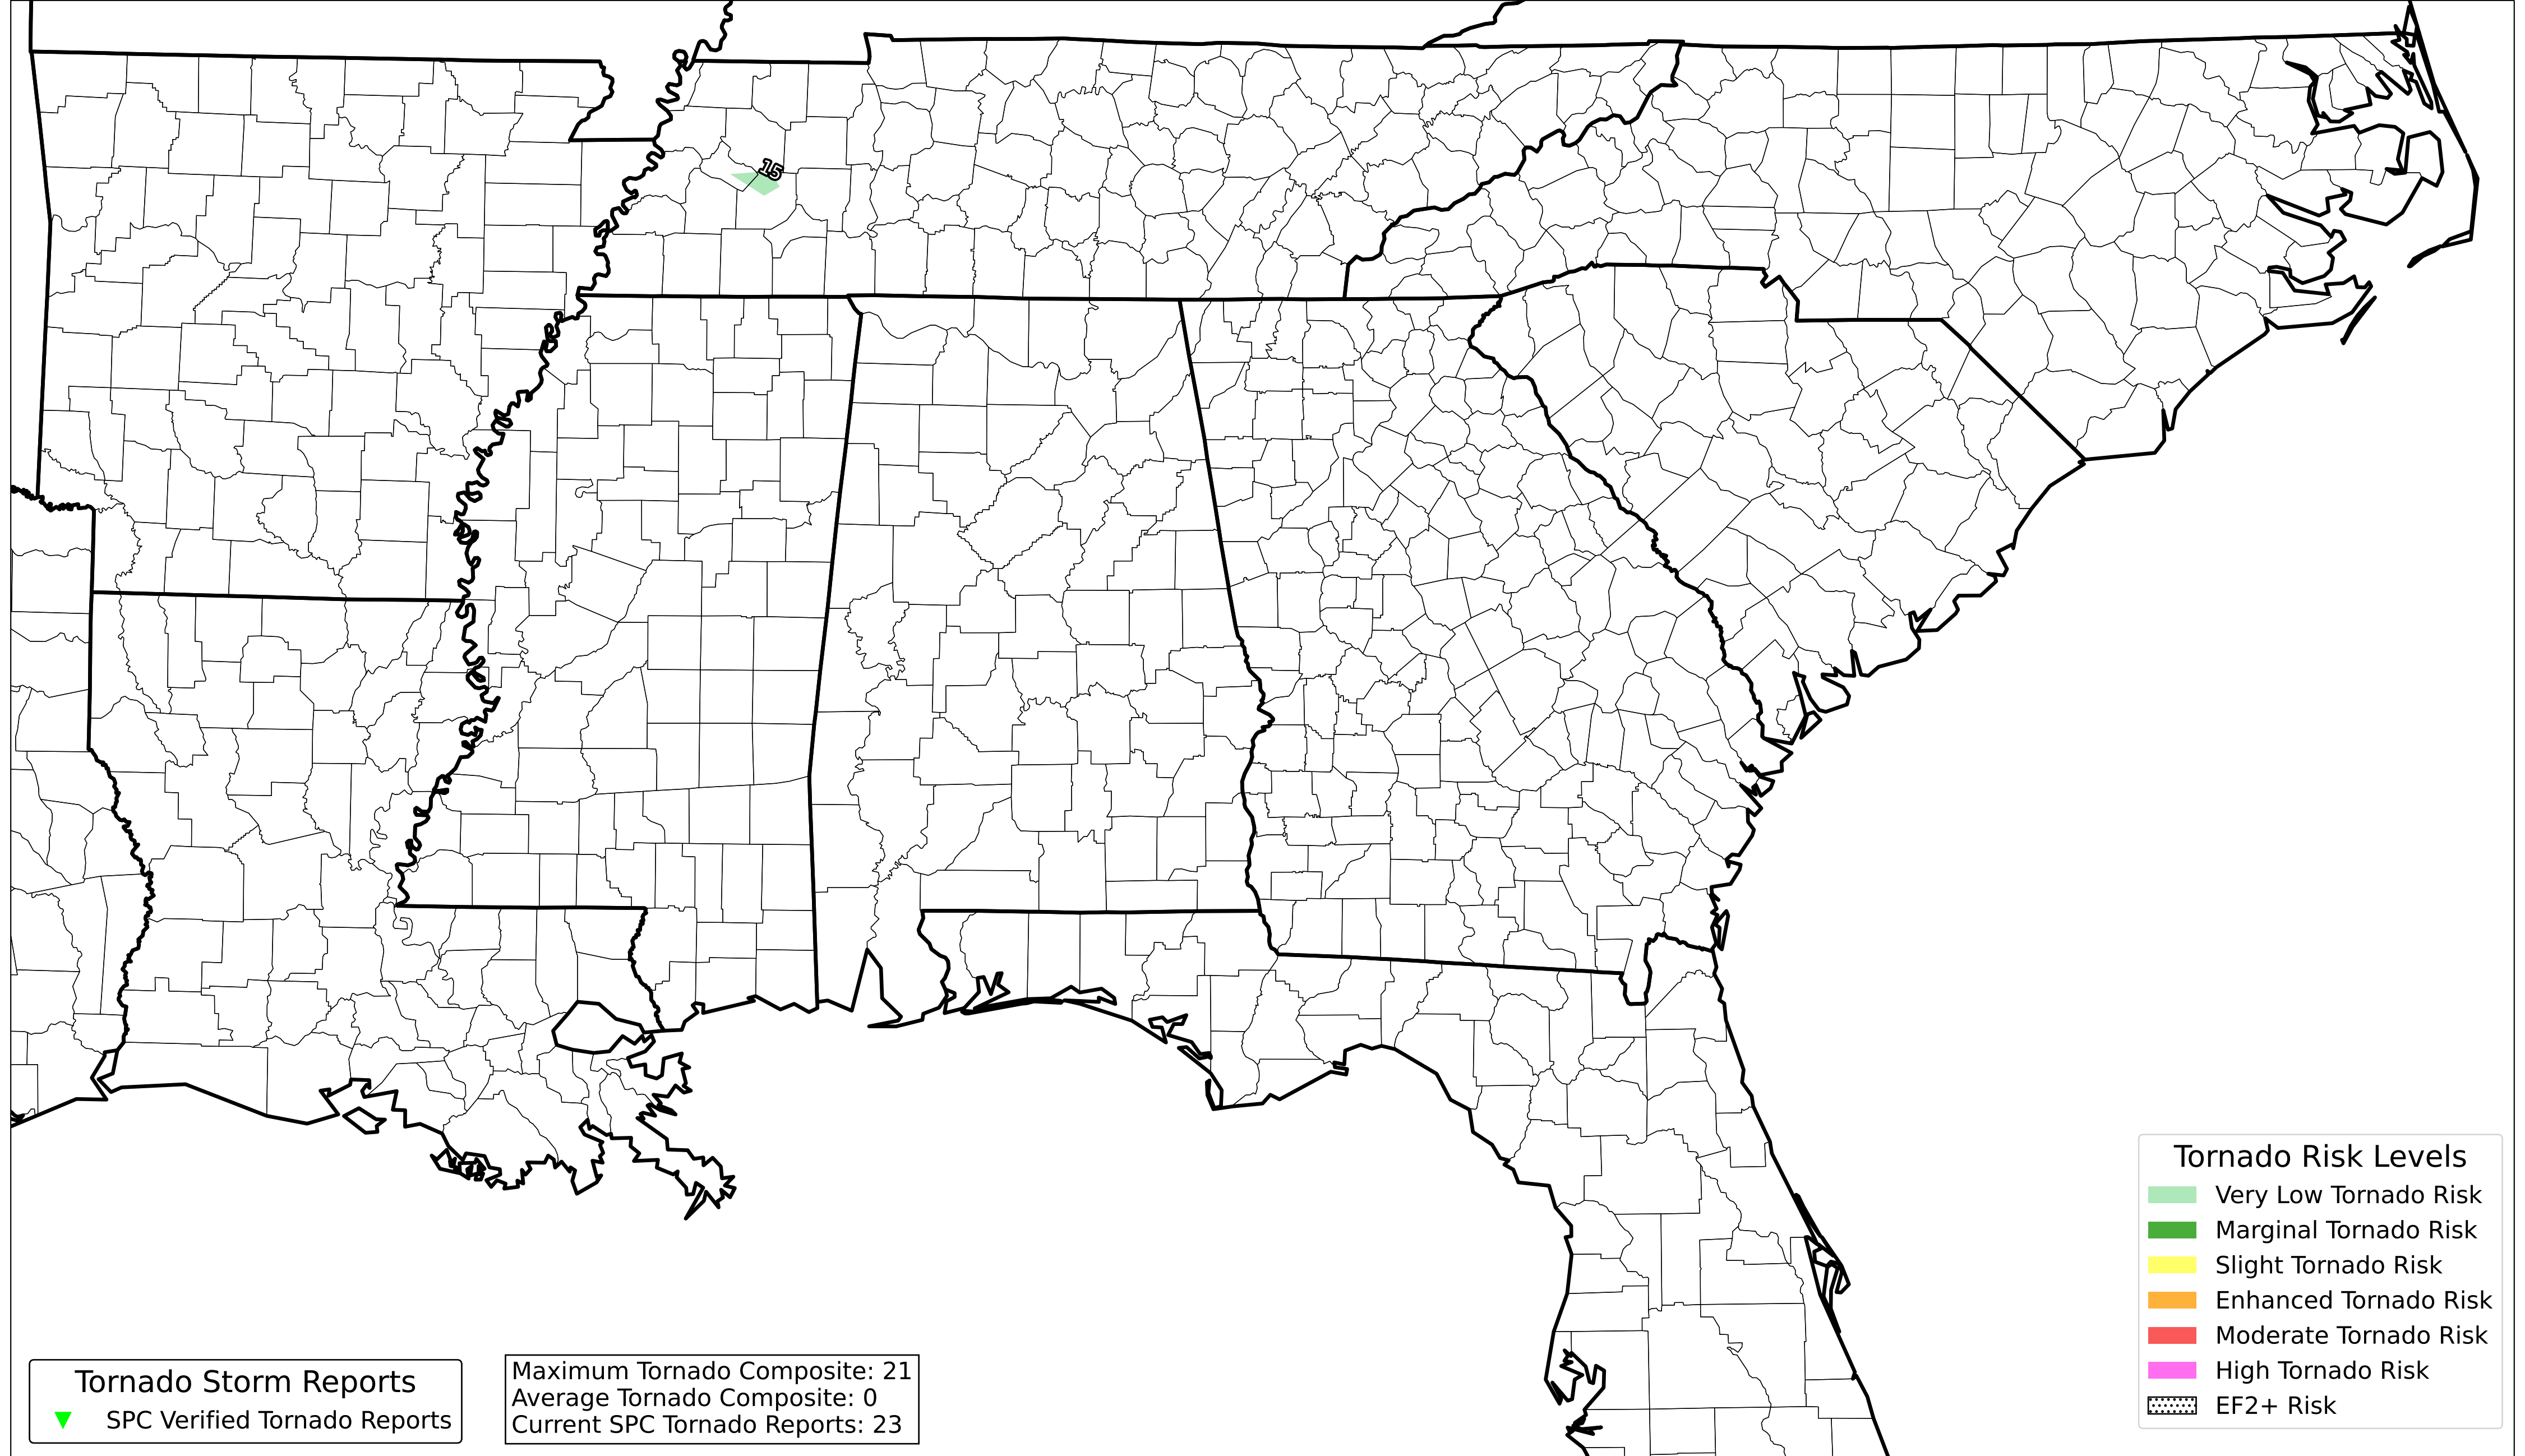 15
Tornado Risk Levels
Very Low Tornado Risk
Marginal Tornado Risk
Slight Tornado Risk
Enhanced Tornado Risk
Moderate Tornado Risk
High Tornado Risk
EF2+ Risk
Tornado Storm Reports
SPC Verified Tornado Reports
Maximum Tornado Composite: 21
Average Tornado Composite: 0
Current SPC Tornado Reports: 23